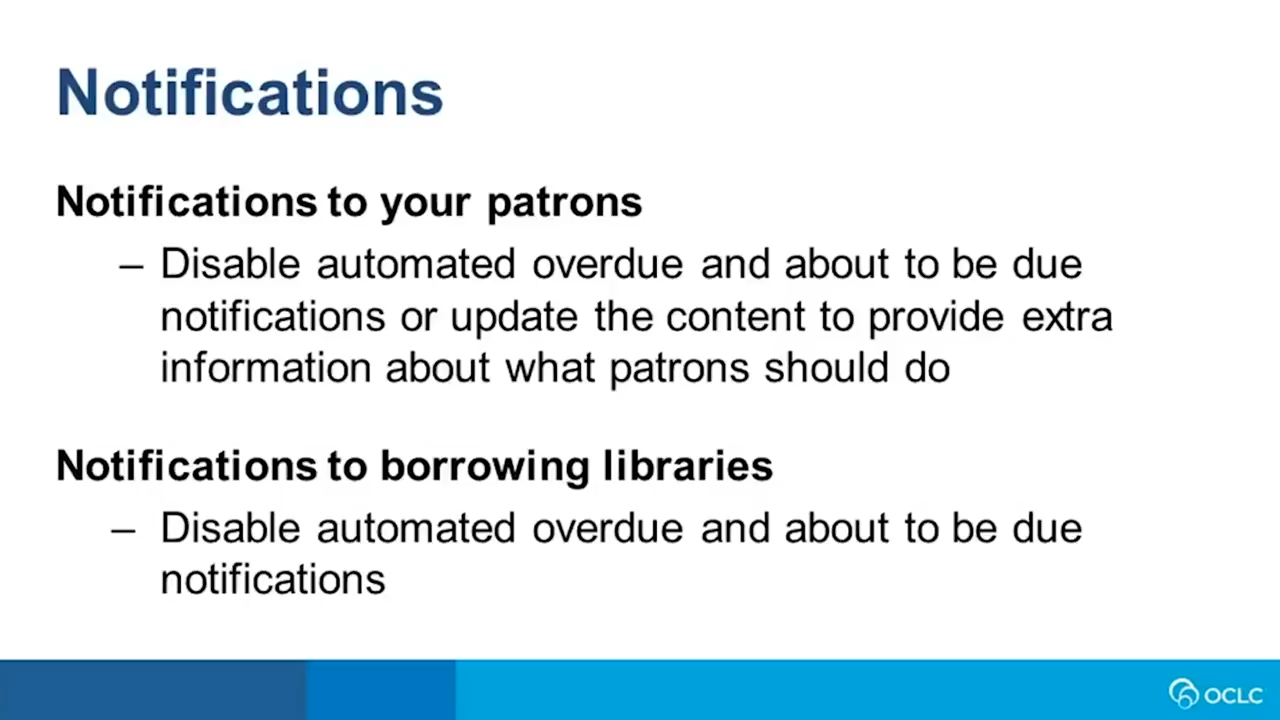 Notifications
Notifications to your patrons
– Disable automated overdue and about to be due
notifications or update the content to provide extra
information about what patrons should do
Notifications to borrowing libraries
– Disable automated overdue and about to be due
notifications
OCLC